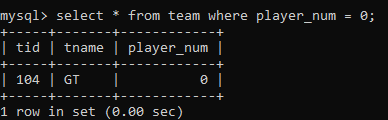 mysql> select * from team where player_num = 0;
+-----+-------+------------+
| tid | tname | player_num |
+-----+-------+------------+
| 104 | GT    |          0 |
+-----+-------+------------+
1 row in set (0.00 sec)